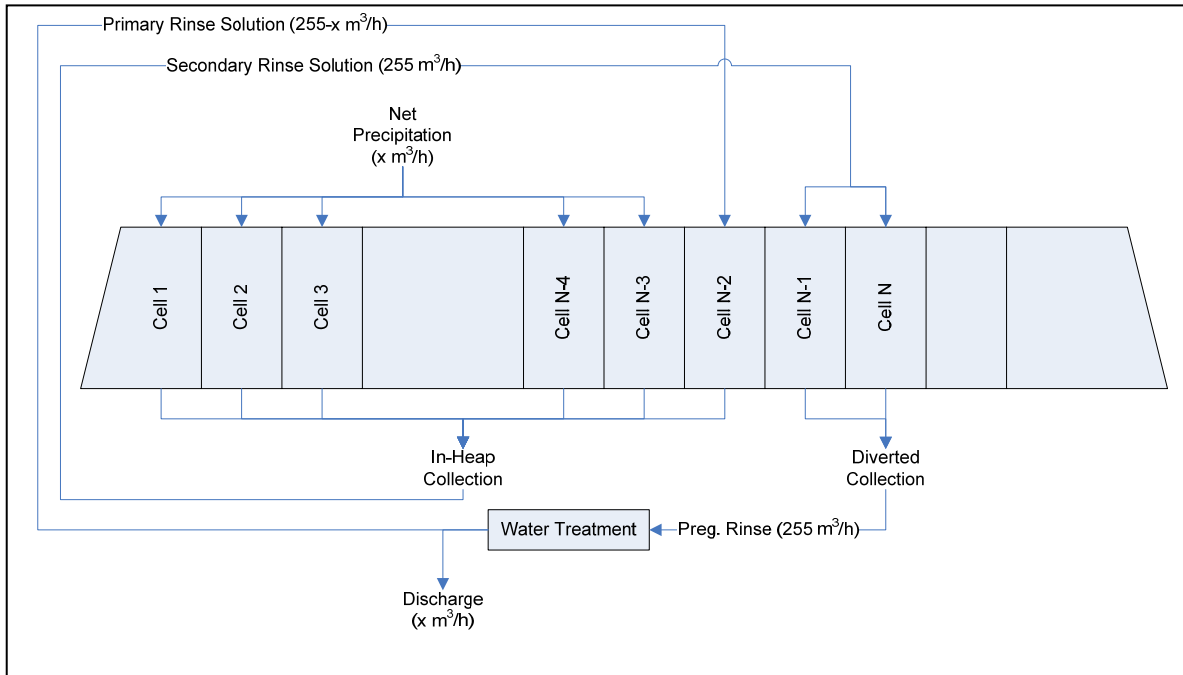 Primary Rinse Solution (255-x m³/h)
Secondary Rinse Solution (255 m³/h)
Net
Precipitation
(x m³/h)
Cell 1
Cell 2
Cell 3
Cell N-4
Cell N-3
Cell N-2
Cell N-1
Cell N
In-Heap
Collection
Diverted
Collection
Water Treatment
Preg. Rinse (255 m³/h)
Discharge
(x m³/h)